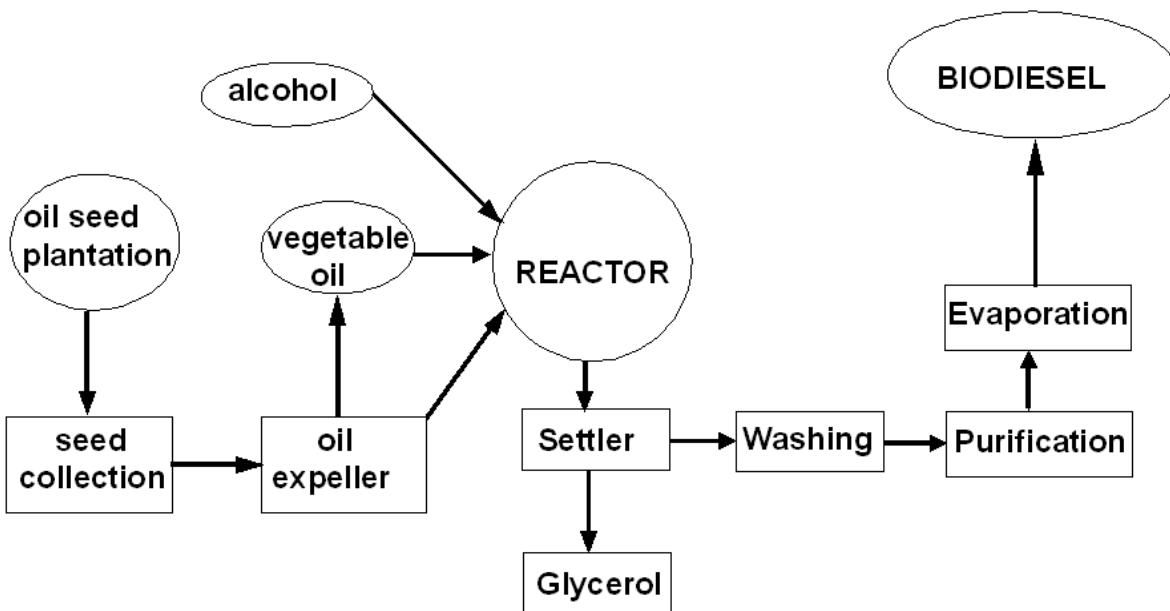 BIODIESEL
alcohol
oil seed
plantation
vegetable
oil
REACTOR
Evaporation
seed
collection
oil
expeller
Settler
Washing
Purification
Glycerol